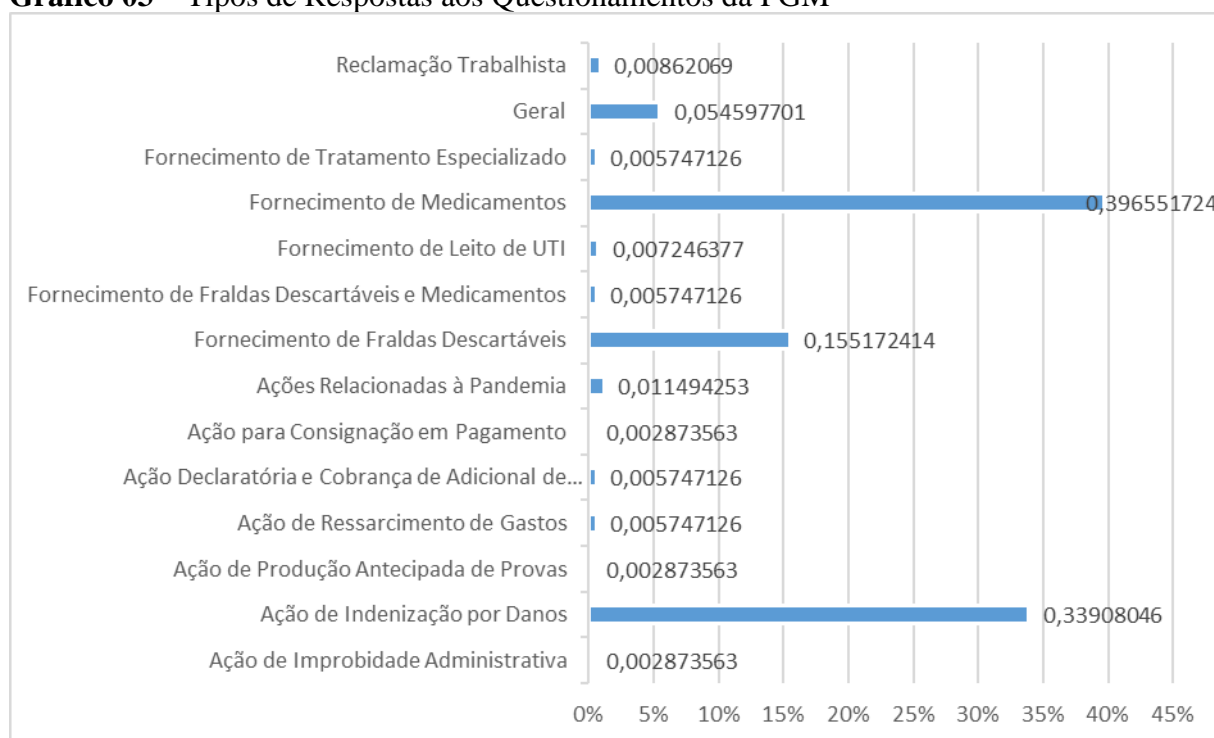 Gráfico 03 – Tipos de Respostas aos Questionamentos da PGM
Reclamação Trabalhista 0,00862069
Geral 0,054597701
Fornecimento de Tratamento Especializado 0,005747126
Fornecimento de Medicamentos 0,396551724
Fornecimento de Leito de UTI 0,007246377
Fornecimento de Fraldas Descartáveis e Medicamentos 0,005747126
Fornecimento de Fraldas Descartáveis 0,155172414
Ações Relacionadas à Pandemia 0,011494253
Ação para Consignação em Pagamento 0,002873563
Ação Declaratória e Cobrança de Adicional de... 0,005747126
Ação de Ressarcimento de Gastos 0,005747126
Ação de Produção Antecipada de Provas 0,002873563
Ação de Indenização por Danos 0,33908046
Ação de Improbidade Administrativa 0,002873563
0% 5% 10% 15% 20% 25% 30% 35% 40% 45%